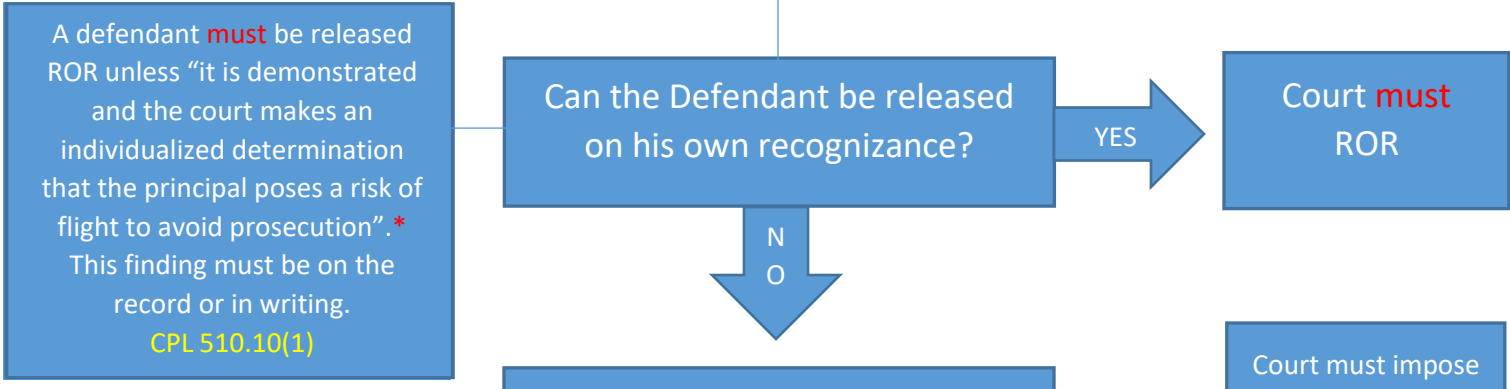 A defendant must be released
ROR unless “it is demonstrated
and the court makes an
individualized determination
that the principal poses a risk of
flight to avoid prosecution”.*
This finding must be on the
record or in writing.
CPL 510.10(1)
Can the Defendant be released
on his own recognizance?
YES
Court must
ROR
N
O
Court must impose